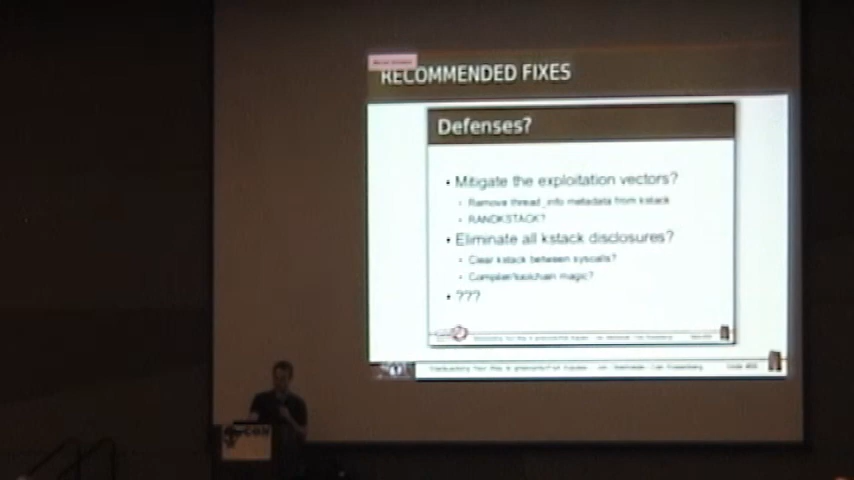 RECOMMENDED FIXES
Defenses?
• Mitigate the exploitation vectors?
• Remove thread_info metadata from kstack
• RANDKSTACK?
• Eliminate all kstack disclosures?
• Clear kstack between syscalls?
• Compiler/toolchain magic?
• ???